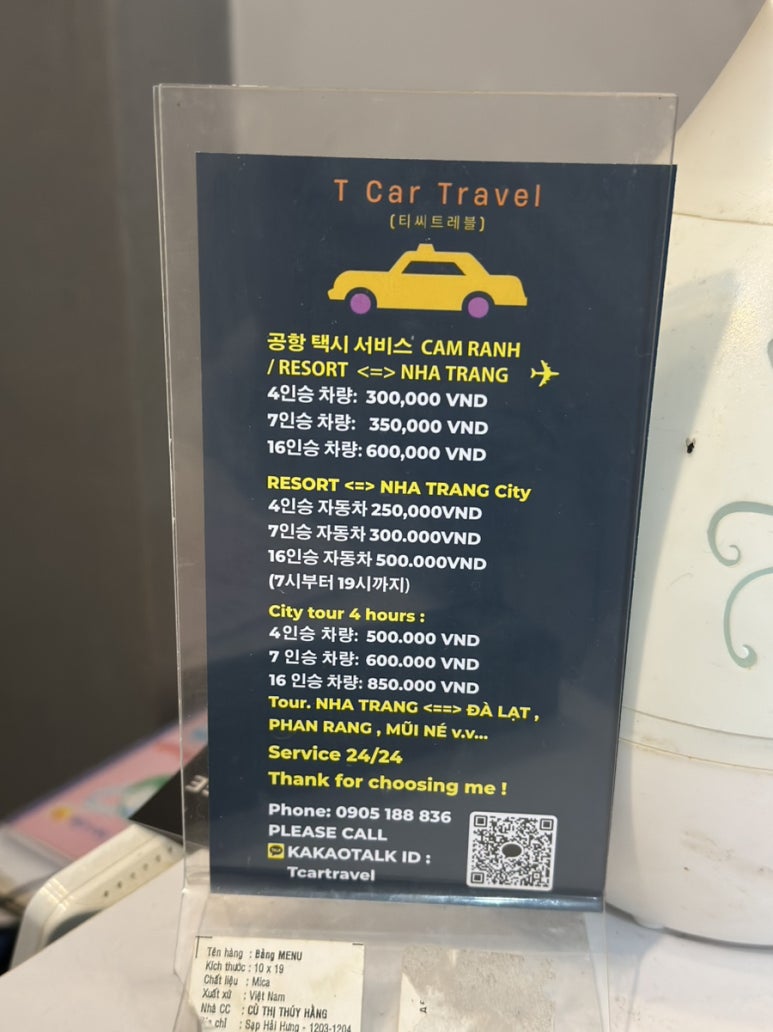 T Car Travel
(티씨트레블)
공항 택시 서비스 CAM RANH
/ RESORT <=> NHA TRANG
4인승 차량: 300,000 VND
7인승 차량: 350,000 VND
16인승 차량: 600,000 VND
RESORT <=> NHA TRANG City
4인승 자동차 250,000VND
7인승 자동차 300.000VND
16인승 자동차 500.000VND
(7시부터 19시까지)
City tour 4 hours :
4인승 차량: 500.000 VND
7 인승 차량: 600.000 VND
16 인승 차량: 850.000 VND
Tour. NHA TRANG <==> ĐÀ LẠT ,
PHAN RANG , MŨI NÉ v.v...
Service 24/24
Thank for choosing me !
Phone: 0905 188 836
PLEASE CALL
KAKAOTALK ID :
Tcartravel
Tên hàng : Bảng MENU
Kích thước : 10 x 19
Chất liệu : Mica
Xuất xứ : Việt Nam
Nhà CC : CÙ THỊ THÚY HẰNG
chỉ : Sạp Hải Hưng - 1203-1204